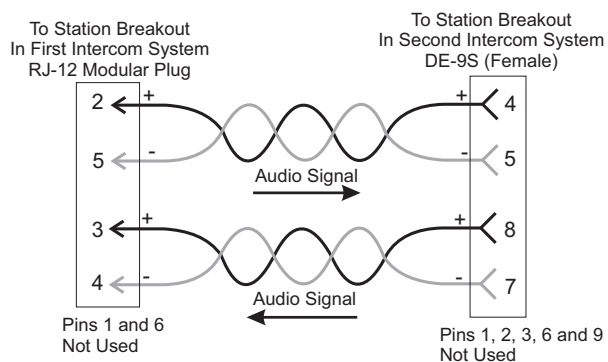 To Station Breakout
In First Intercom System
RJ-12 Modular Plug
To Station Breakout
In Second Intercom System
DE-9S (Female)
2 + + 4
5 - - 5
Audio Signal
3 + + 8
4 - - 7
Audio Signal
Pins 1 and 6
Not Used
Pins 1, 2, 3, 6 and 9
Not Used